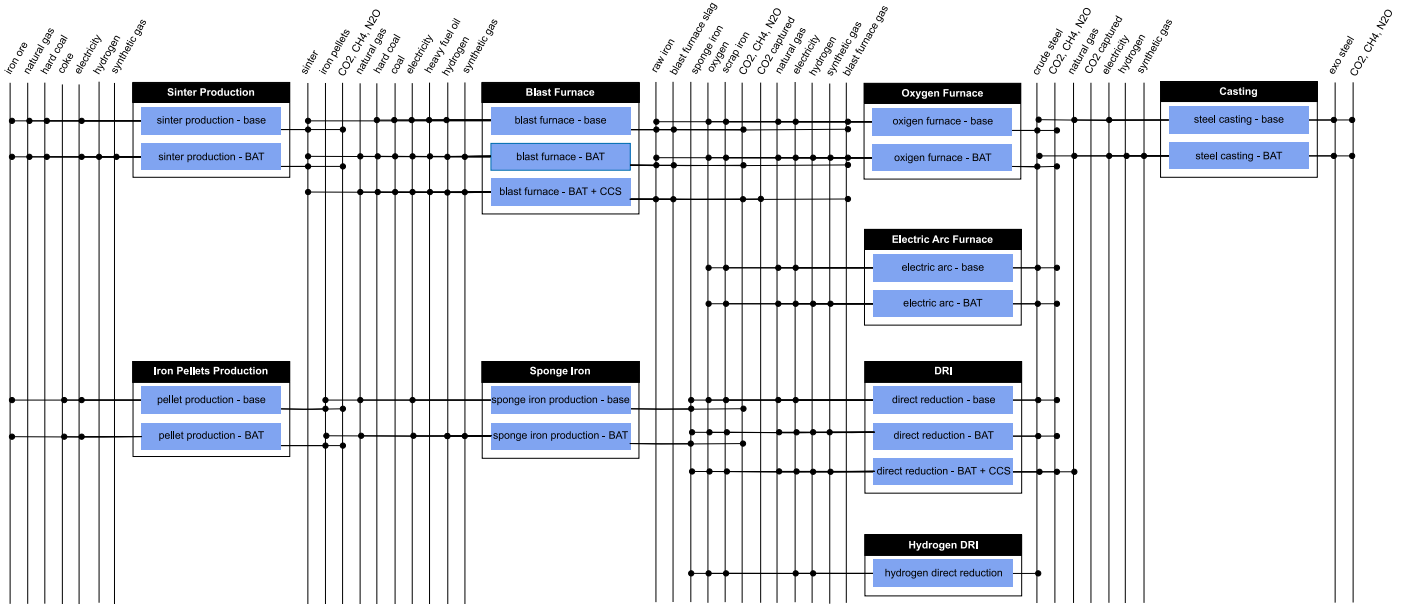 iron ore
natural gas
hard coal
coke
electricity
hydrogen
synthetic gas
sinter
iron pellets
CO2, CH4, N2O
natural gas
hard coal
coal
electricity
heavy fuel oil
hydrogen
synthetic gas
raw iron
blast furnace slag
sponge iron
oxygen
scrap iron
CO2, CH4, N2O
CO2 captured
natural gas
electricity
hydrogen
synthetic gas
blast furnace gas
crude steel
CO2, CH4, N2O
natural gas
CO2 captured
electricity
hydrogen
synthetic gas
exo steel
CO2, CH4, N2O
Sinter Production
sinter production - base
sinter production - BAT
Blast Furnace
blast furnace - base
blast furnace - BAT
blast furnace - BAT + CCS
Oxygen Furnace
oxigen furnace - base
oxigen furnace - BAT
Casting
steel casting - base
steel casting - BAT
Electric Arc Furnace
electric arc - base
electric arc - BAT
Iron Pellets Production
pellet production - base
pellet production - BAT
Sponge Iron
sponge iron production - base
sponge iron production - BAT
DRI
direct reduction - base
direct reduction - BAT
direct reduction - BAT + CCS
Hydrogen DRI
hydrogen direct reduction